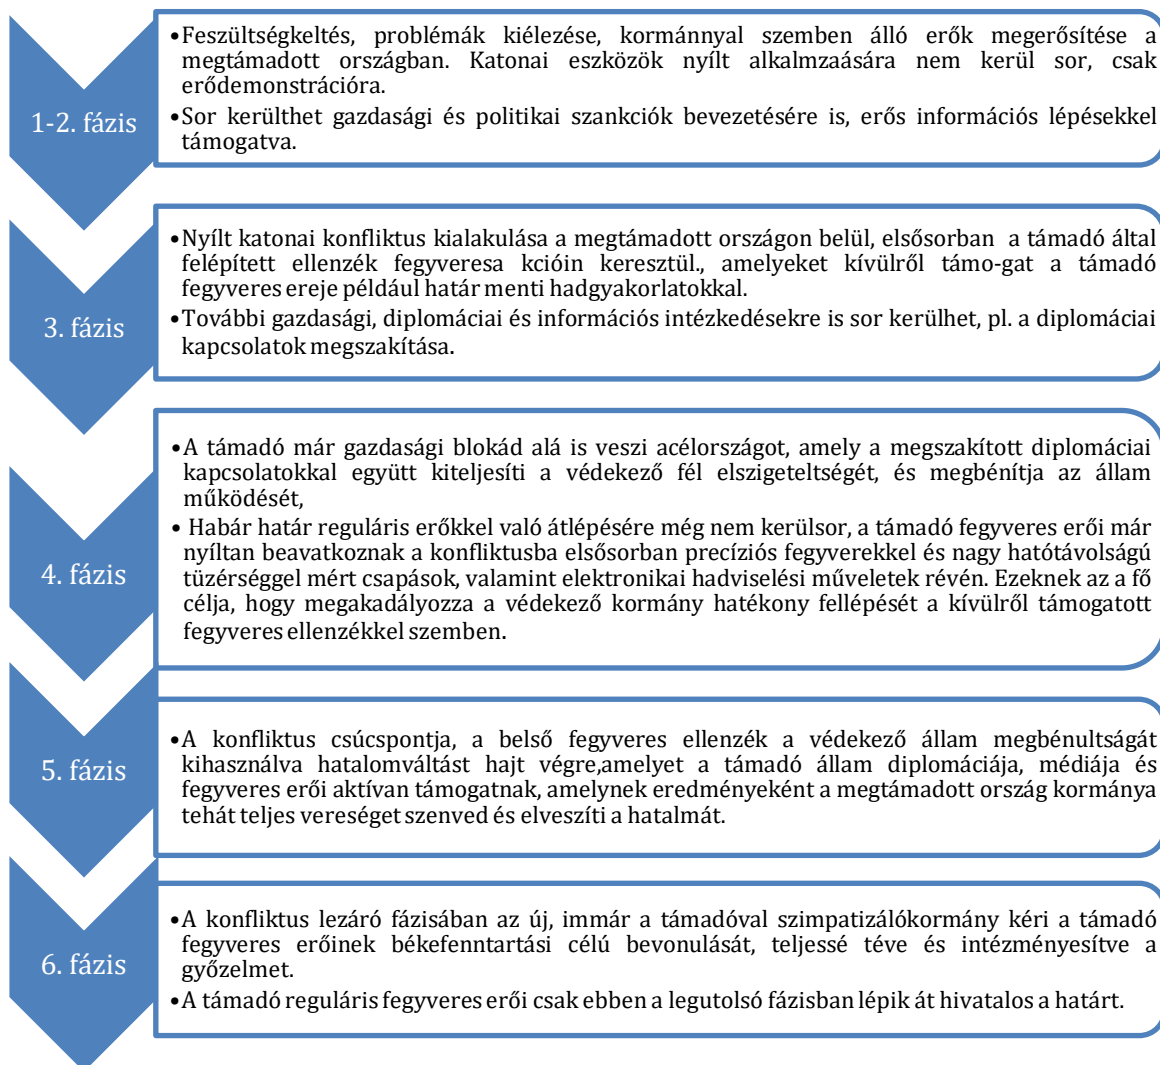 1-2. fázis
•Feszültségkeltés, problémák kiélezése, kormánnyal szemben álló erők megerősítése a
megtámadott országban. Katonai eszközök nyílt alkalmzaására nem kerül sor, csak
erődemonstrációra.
•Sor kerülthet gazdasági és politikai szankciók bevezetésére is, erős információs lépésekkel
támogatva.
3. fázis
•Nyílt katonai konfliktus kialakulása a megtámadott országon belül, elsősorban a támadó által
felépített ellenzék fegyveresa kcióin keresztül., amelyeket kívülről támo-gat a támadó
fegyveres ereje például határ menti hadgyakorlatokkal.
•További gazdasági, diplomáciai és információs intézkedésekre is sor kerülhet, pl. a diplomáciai
kapcsolatok megszakítása.
4. fázis
•A támadó már gazdasági blokád alá is veszi acélországot, amely a megszakított diplomáciai
kapcsolatokkal együtt kiteljesíti a védekező fél elszigeteltségét, és megbénítja az állam
működését,
• Habár határ reguláris erőkkel való átlépésére még nem kerülsor, a támadó fegyveres erői már
nyíltan beavatkoznak a konfliktusba elsősorban precíziós fegyverekkel és nagy hatótávolságú
tüzérséggel mért csapások, valamint elektronikai hadviselési műveletek révén. Ezeknek az a fő
célja, hogy megakadályozza a védekező kormány hatékony fellépését a kívülről támogatott
fegyveres ellenzékkel szemben.
5. fázis
•A konfliktus csúcspontja, a belső fegyveres ellenzék a védekező állam megbénultságát
kihasználva hatalomváltást hajt végre,amelyet a támadó állam diplomáciája, médiája és
fegyveres erői aktívan támogatnak, amelynek eredményeként a megtámadott ország kormánya
tehát teljes vereséget szenved és elveszíti a hatalmát.
6. fázis
•A konfliktus lezáró fázisában az új, immár a támadóval szimpatizálókormány kéri a támadó
fegyveres erőinek békefenntartási célú bevonulását, teljessé téve és intézményesítve a
győzelmet.
•A támadó reguláris fegyveres erői csak ebben a legutolsó fázisban lépik át hivatalos a határt.